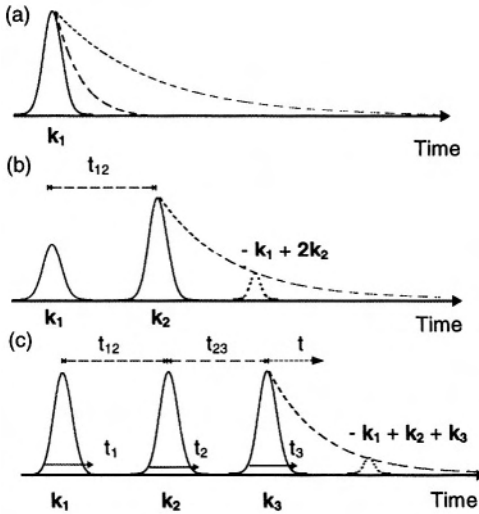 (a)
k₁
Time
(b)
t₁₂
- k₁ + 2k₂
k₁ k₂
Time
(c)
t₁₂ t₂₃ t
- k₁ + k₂ + k₃
t₁ t₂ t₃
k₁ k₂ k₃
Time